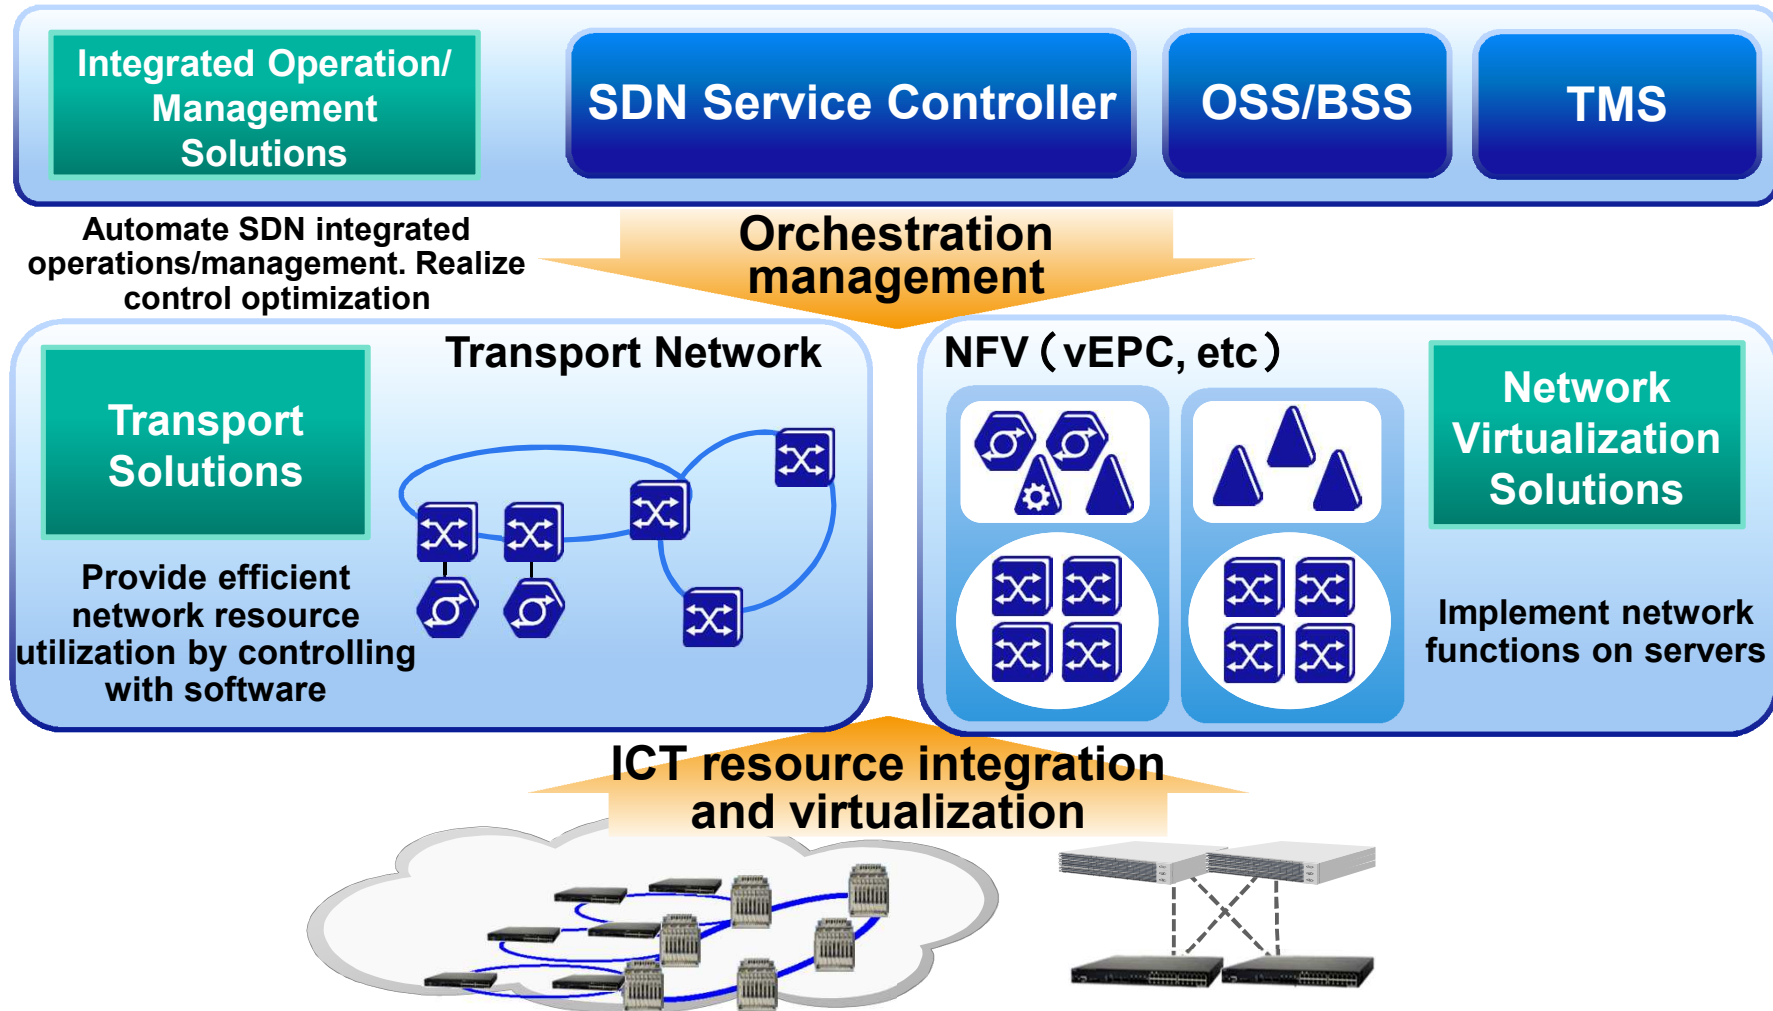 Integrated Operation/
Management
Solutions
SDN Service Controller
OSS/BSS
TMS
Automate SDN integrated
operations/management. Realize
control optimization
Orchestration
management
Transport Network
Transport
Solutions
Provide efficient
network resource
utilization by controlling
with software
NFV（vEPC, etc）
Network
Virtualization
Solutions
Implement network
functions on servers
ICT resource integration
and virtualization